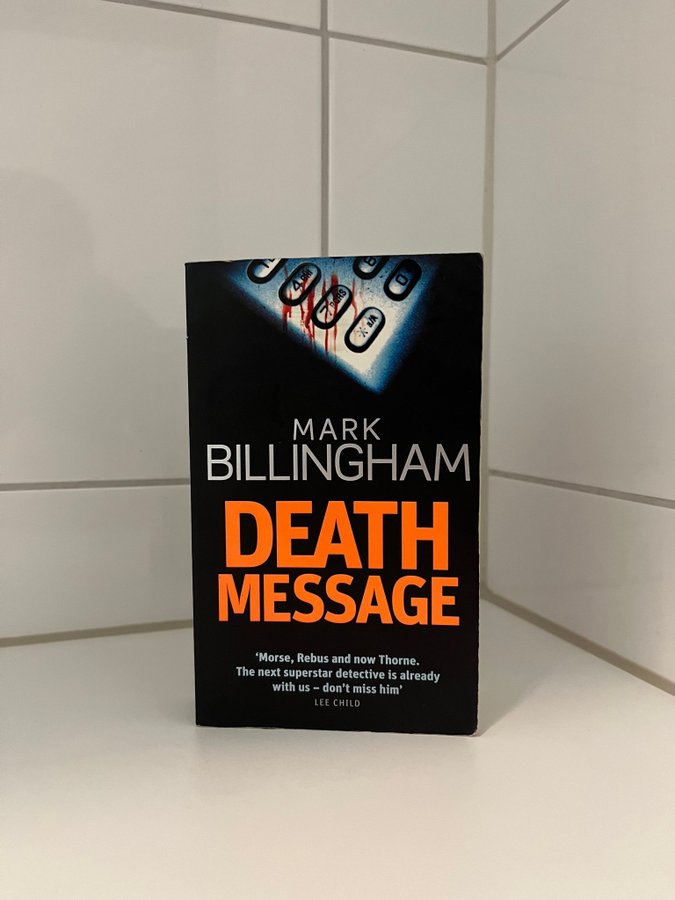 MARK
BILLINGHAM
DEATH
MESSAGE
‘Morse, Rebus and now Thorne.
The next superstar detective is already
with us – don’t miss him’
LEE CHILD